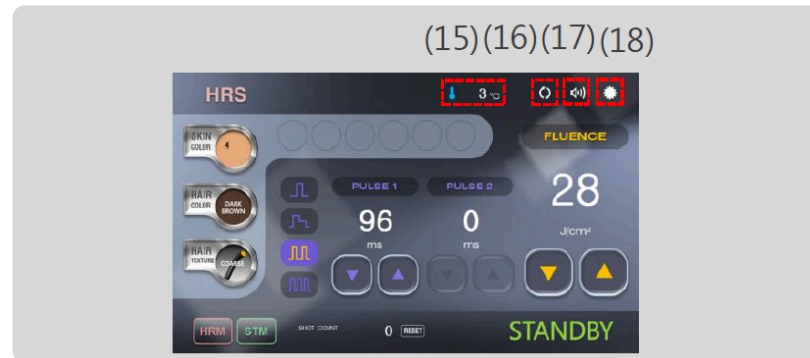 (15)(16)(17)(18)
HRS
3 °C
SKIN
COLOR
4
FLUENCE
PULSE 1
PULSE 2
28
HAIR
COLOR
DARK
BROWN
96
0
J/cm²
ms
ms
HAIR
TEXTURE
COARSE
HRM
STM
SHOT COUNT
0
RESET
STANDBY